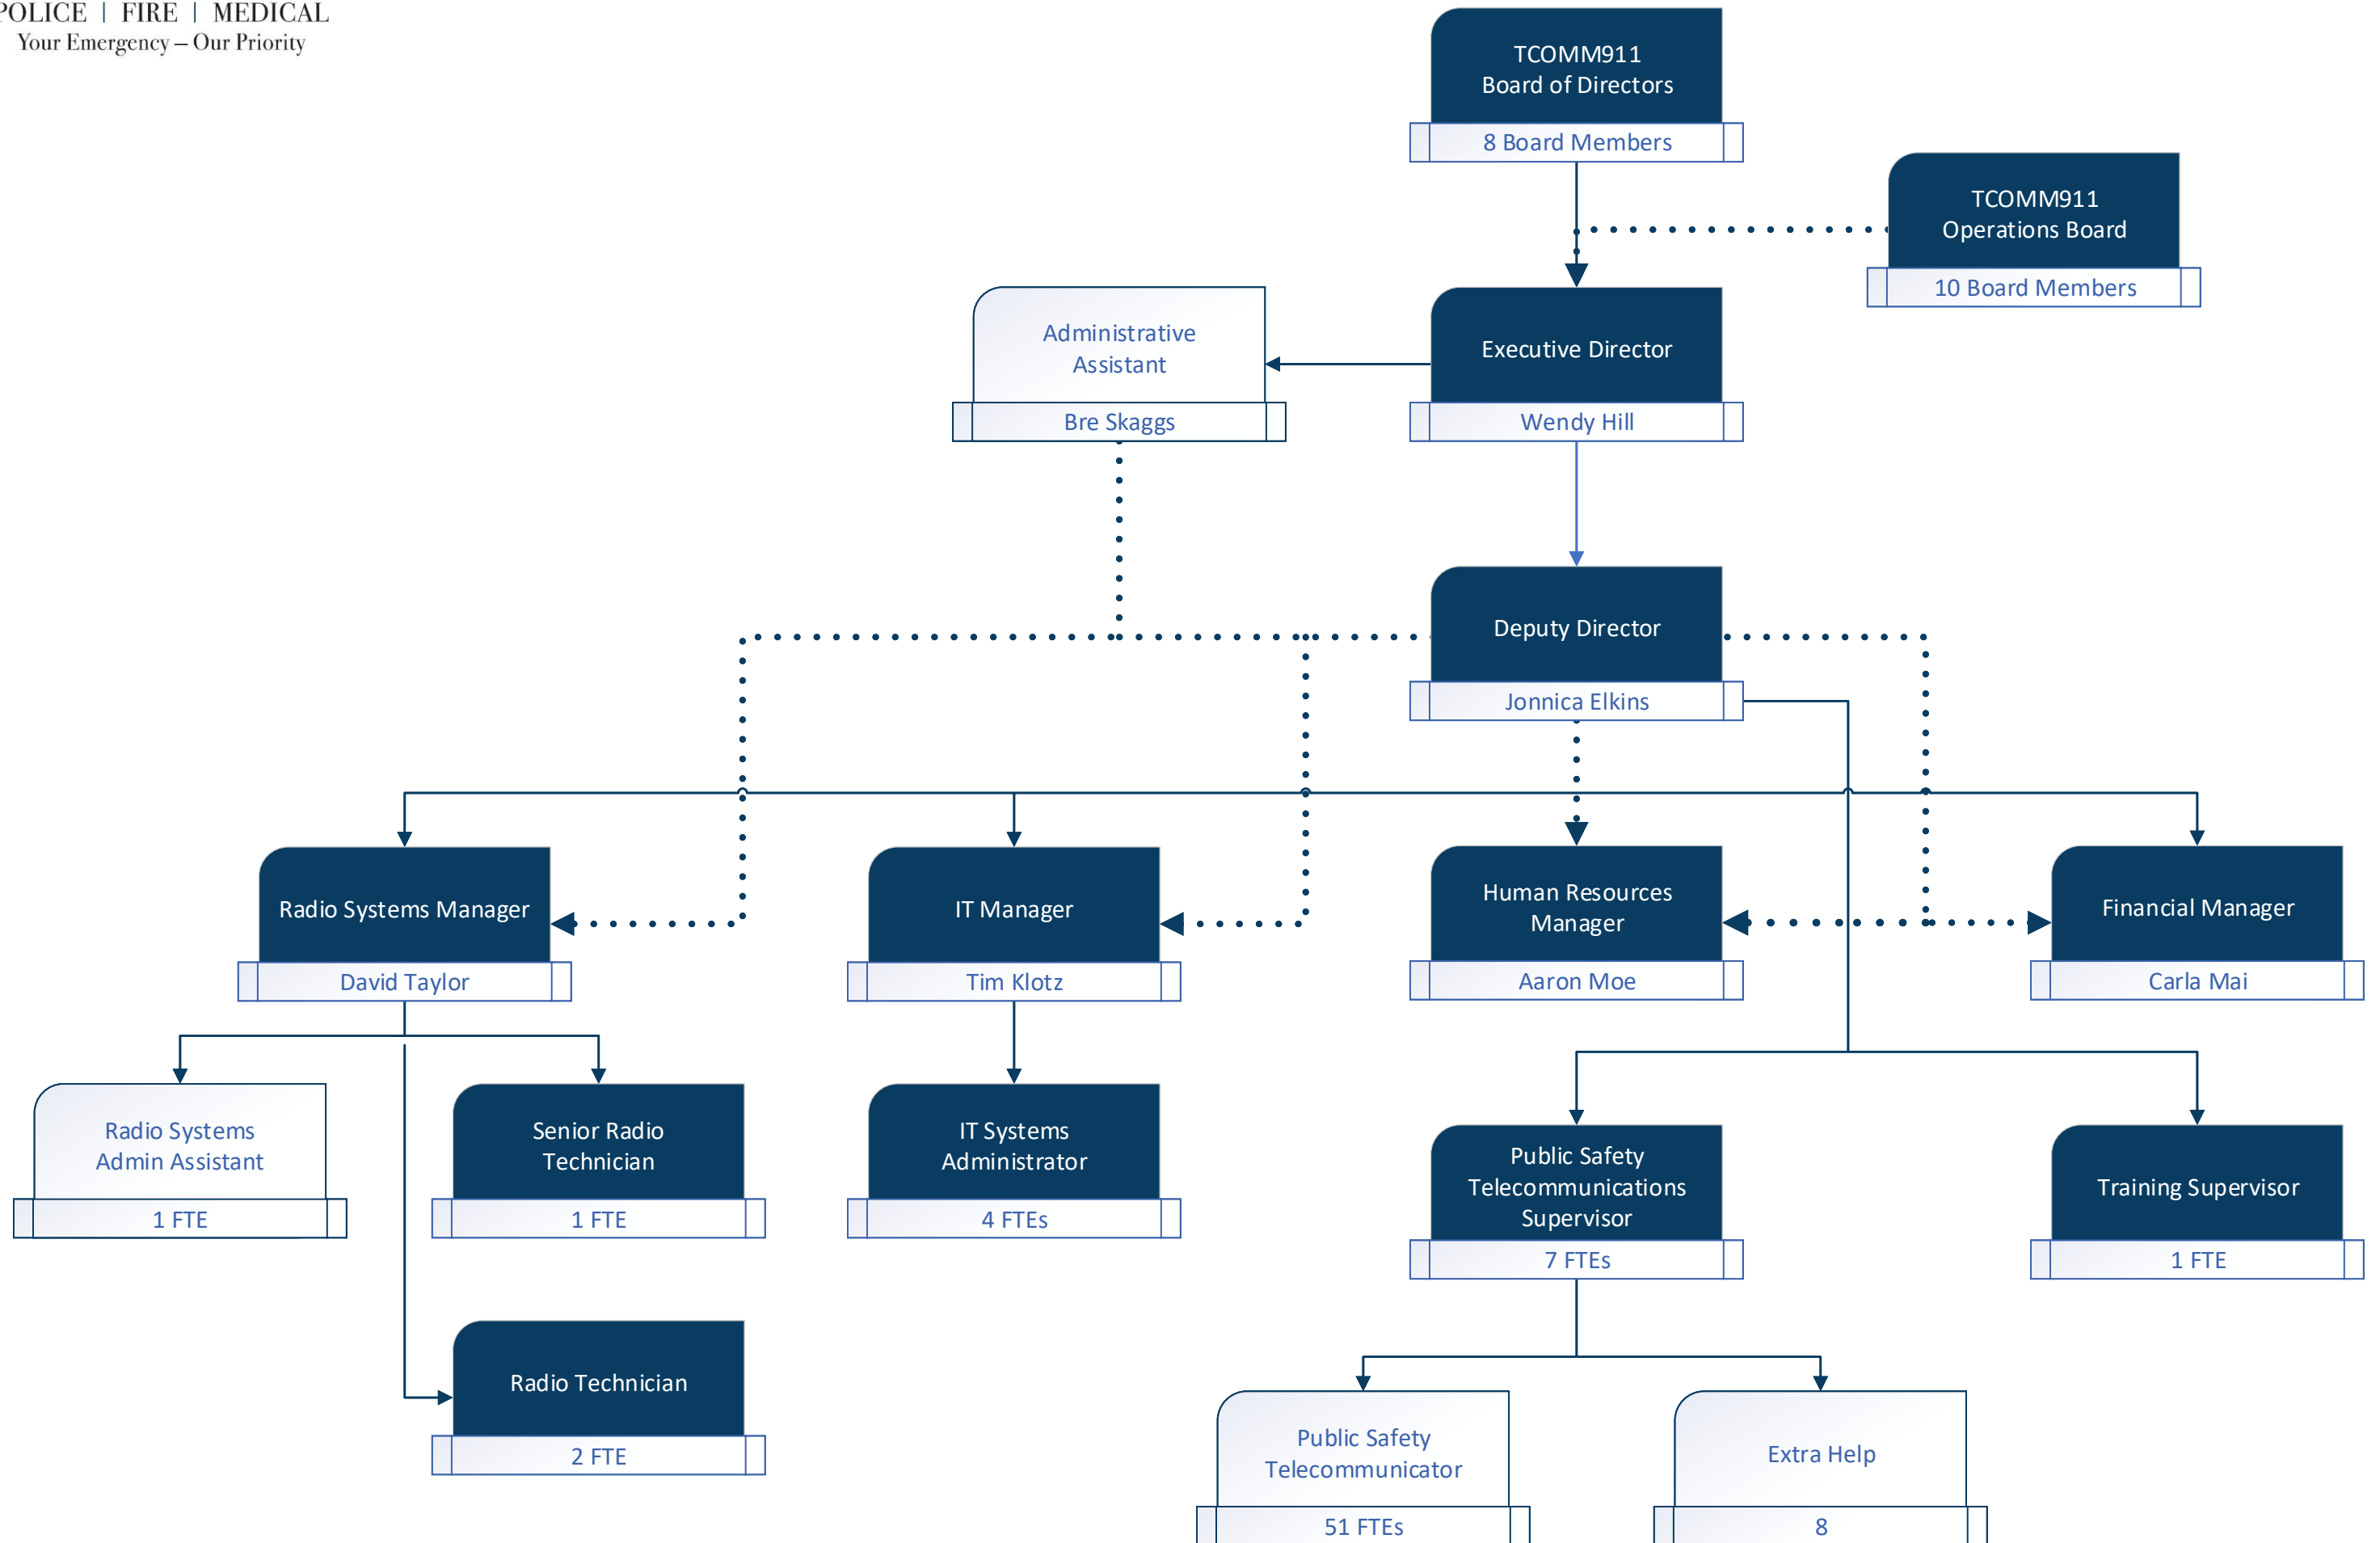 POLICE | FIRE | MEDICAL
Your Emergency – Our Priority
TCOMM911
Board of Directors
8 Board Members
TCOMM911
Operations Board
10 Board Members
Administrative
Assistant
Bre Skaggs
Executive Director
Wendy Hill
Deputy Director
Jonnica Elkins
Radio Systems Manager
David Taylor
IT Manager
Tim Klotz
Human Resources
Manager
Aaron Moe
Financial Manager
Carla Mai
Radio Systems
Admin Assistant
1 FTE
Senior Radio
Technician
1 FTE
IT Systems
Administrator
4 FTEs
Public Safety
Telecommunications
Supervisor
7 FTEs
Training Supervisor
1 FTE
Radio Technician
2 FTE
Public Safety
Telecommunicator
51 FTEs
Extra Help
8